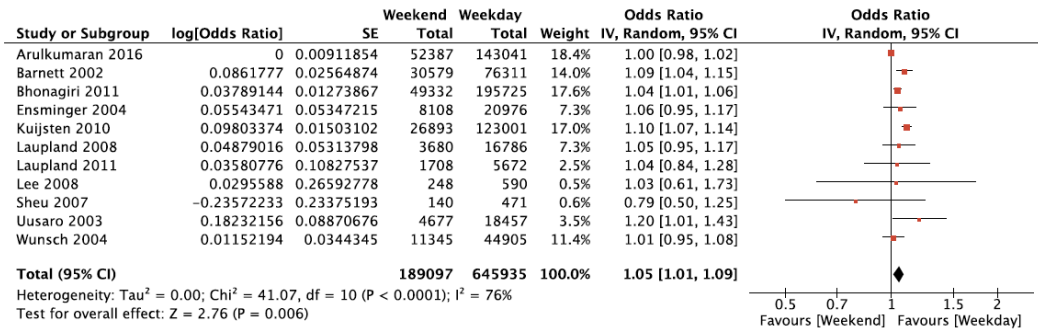 Weekend Weekday Odds Ratio Odds Ratio
Study or Subgroup log[Odds Ratio] SE Total Total Weight IV, Random, 95% CI IV, Random, 95% CI
Arulkumaran 2016 0 0.00911854 52387 143041 18.4% 1.00 [0.98, 1.02]
Barnett 2002 0.0861777 0.02564874 30579 76311 14.0% 1.09 [1.04, 1.15]
Bhonagiri 2011 0.03789144 0.01273867 49332 195725 17.6% 1.04 [1.01, 1.06]
Ensminger 2004 0.05543471 0.05347215 8108 20976 7.3% 1.06 [0.95, 1.17]
Kuijsten 2010 0.09803374 0.01503102 26893 123001 17.0% 1.10 [1.07, 1.14]
Laupland 2008 0.04879016 0.05313798 3680 16786 7.3% 1.05 [0.95, 1.17]
Laupland 2011 0.03580776 0.10827537 1708 5672 2.5% 1.04 [0.84, 1.28]
Lee 2008 0.0295588 0.26592778 248 590 0.5% 1.03 [0.61, 1.73]
Sheu 2007 −0.23572233 0.23375193 140 471 0.6% 0.79 [0.50, 1.25]
Uusaro 2003 0.18232156 0.08870676 4677 18457 3.5% 1.20 [1.01, 1.43]
Wunsch 2004 0.01152194 0.0344345 11345 44905 11.4% 1.01 [0.95, 1.08]
Total (95% CI) 189097 645935 100.0% 1.05 [1.01, 1.09]
Heterogeneity: Tau² = 0.00; Chi² = 41.07, df = 10 (P < 0.0001); I² = 76%
Test for overall effect: Z = 2.76 (P = 0.006)
0.5 0.7 1 1.5 2
Favours [Weekend] Favours [Weekday]